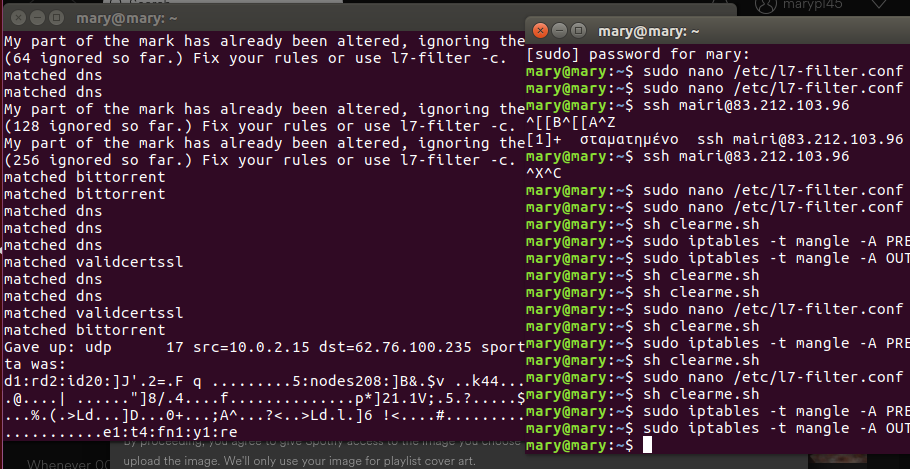 Search
marypl45
mary@mary: ~
My part of the mark has already been altered, ignoring the
(64 ignored so far.) Fix your rules or use l7-filter -c.
matched dns
matched dns
My part of the mark has already been altered, ignoring the
(128 ignored so far.) Fix your rules or use l7-filter -c.
My part of the mark has already been altered, ignoring the
(256 ignored so far.) Fix your rules or use l7-filter -c.
matched bittorrent
matched bittorrent
matched dns
matched dns
matched dns
matched validcertssl
matched dns
matched dns
matched validcertssl
matched bittorrent
Gave up: udp      17 src=10.0.2.15 dst=62.76.100.235 sport
ta was:
d1:rd2:id20:]J'.2=.F q .........5:nodes208:]B&.$v ..k44...
.@....| ......"]8/.4....f..............p*]21.1V;.5.?.....$
...%.(.>Ld...]D...0+...;A^...?<..>Ld.l.]6 !<....#.........
...........e1:t4:fn1:y1:re
mary@mary: ~
[sudo] password for mary:
mary@mary:~$ sudo nano /etc/l7-filter.conf
mary@mary:~$ sudo nano /etc/l7-filter.conf
mary@mary:~$ ssh mairi@83.212.103.96
^[[B^[[A^Z
[1]+  σταματημένο  ssh mairi@83.212.103.96
mary@mary:~$ ssh mairi@83.212.103.96
^X^C
mary@mary:~$ sudo nano /etc/l7-filter.conf
mary@mary:~$ sudo nano /etc/l7-filter.conf
mary@mary:~$ sh clearme.sh
mary@mary:~$ sudo iptables -t mangle -A PRE
mary@mary:~$ sudo iptables -t mangle -A OUT
mary@mary:~$ sh clearme.sh
mary@mary:~$ sh clearme.sh
mary@mary:~$ sudo nano /etc/l7-filter.conf
mary@mary:~$ sh clearme.sh
mary@mary:~$ sudo iptables -t mangle -A PRE
mary@mary:~$ sh clearme.sh
mary@mary:~$ sudo nano /etc/l7-filter.conf
mary@mary:~$ sh clearme.sh
mary@mary:~$ sudo iptables -t mangle -A PRE
mary@mary:~$ sudo iptables -t mangle -A OUT
mary@mary:~$
By proceeding, you agree to give Spotify access to the image you choose
upload the image. We'll only use your image for playlist cover art.
Whenever